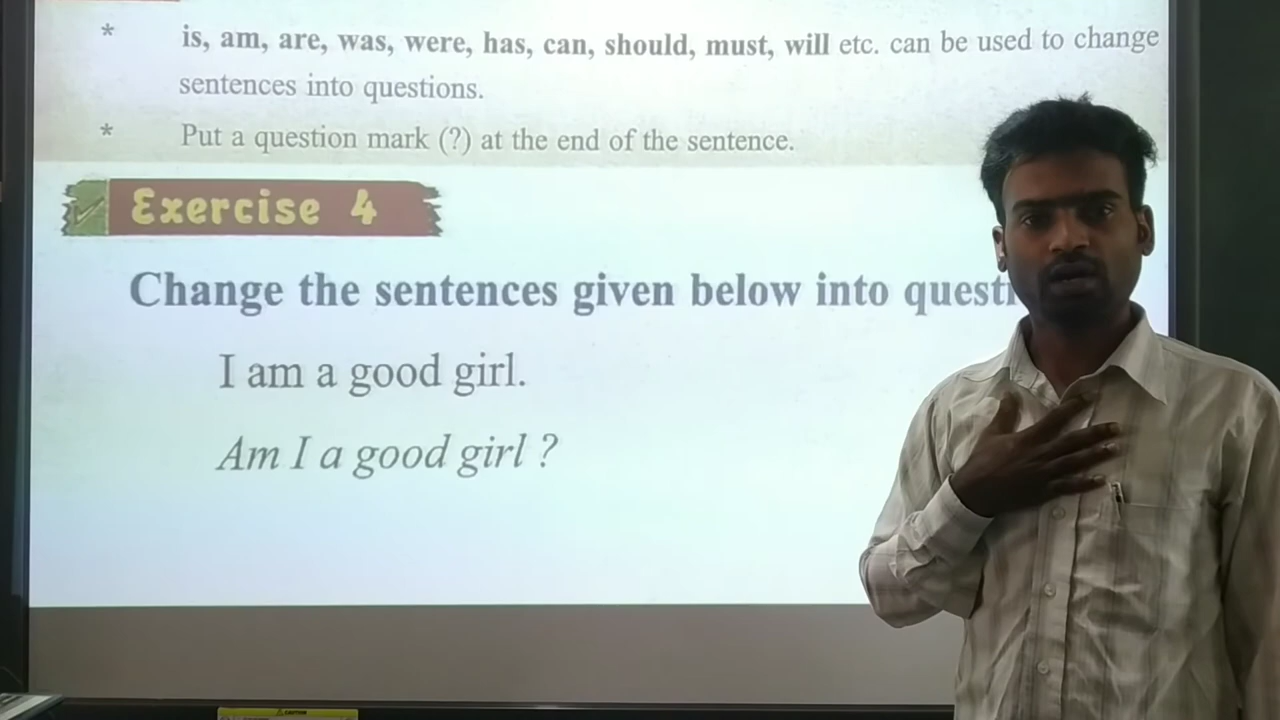 * is, am, are, was, were, has, can, should, must, will etc. can be used to change
sentences into questions.
* Put a question mark (?) at the end of the sentence.
Exercise 4
Change the sentences given below into
I am a good girl.
Am I a good girl ?
CAUTION